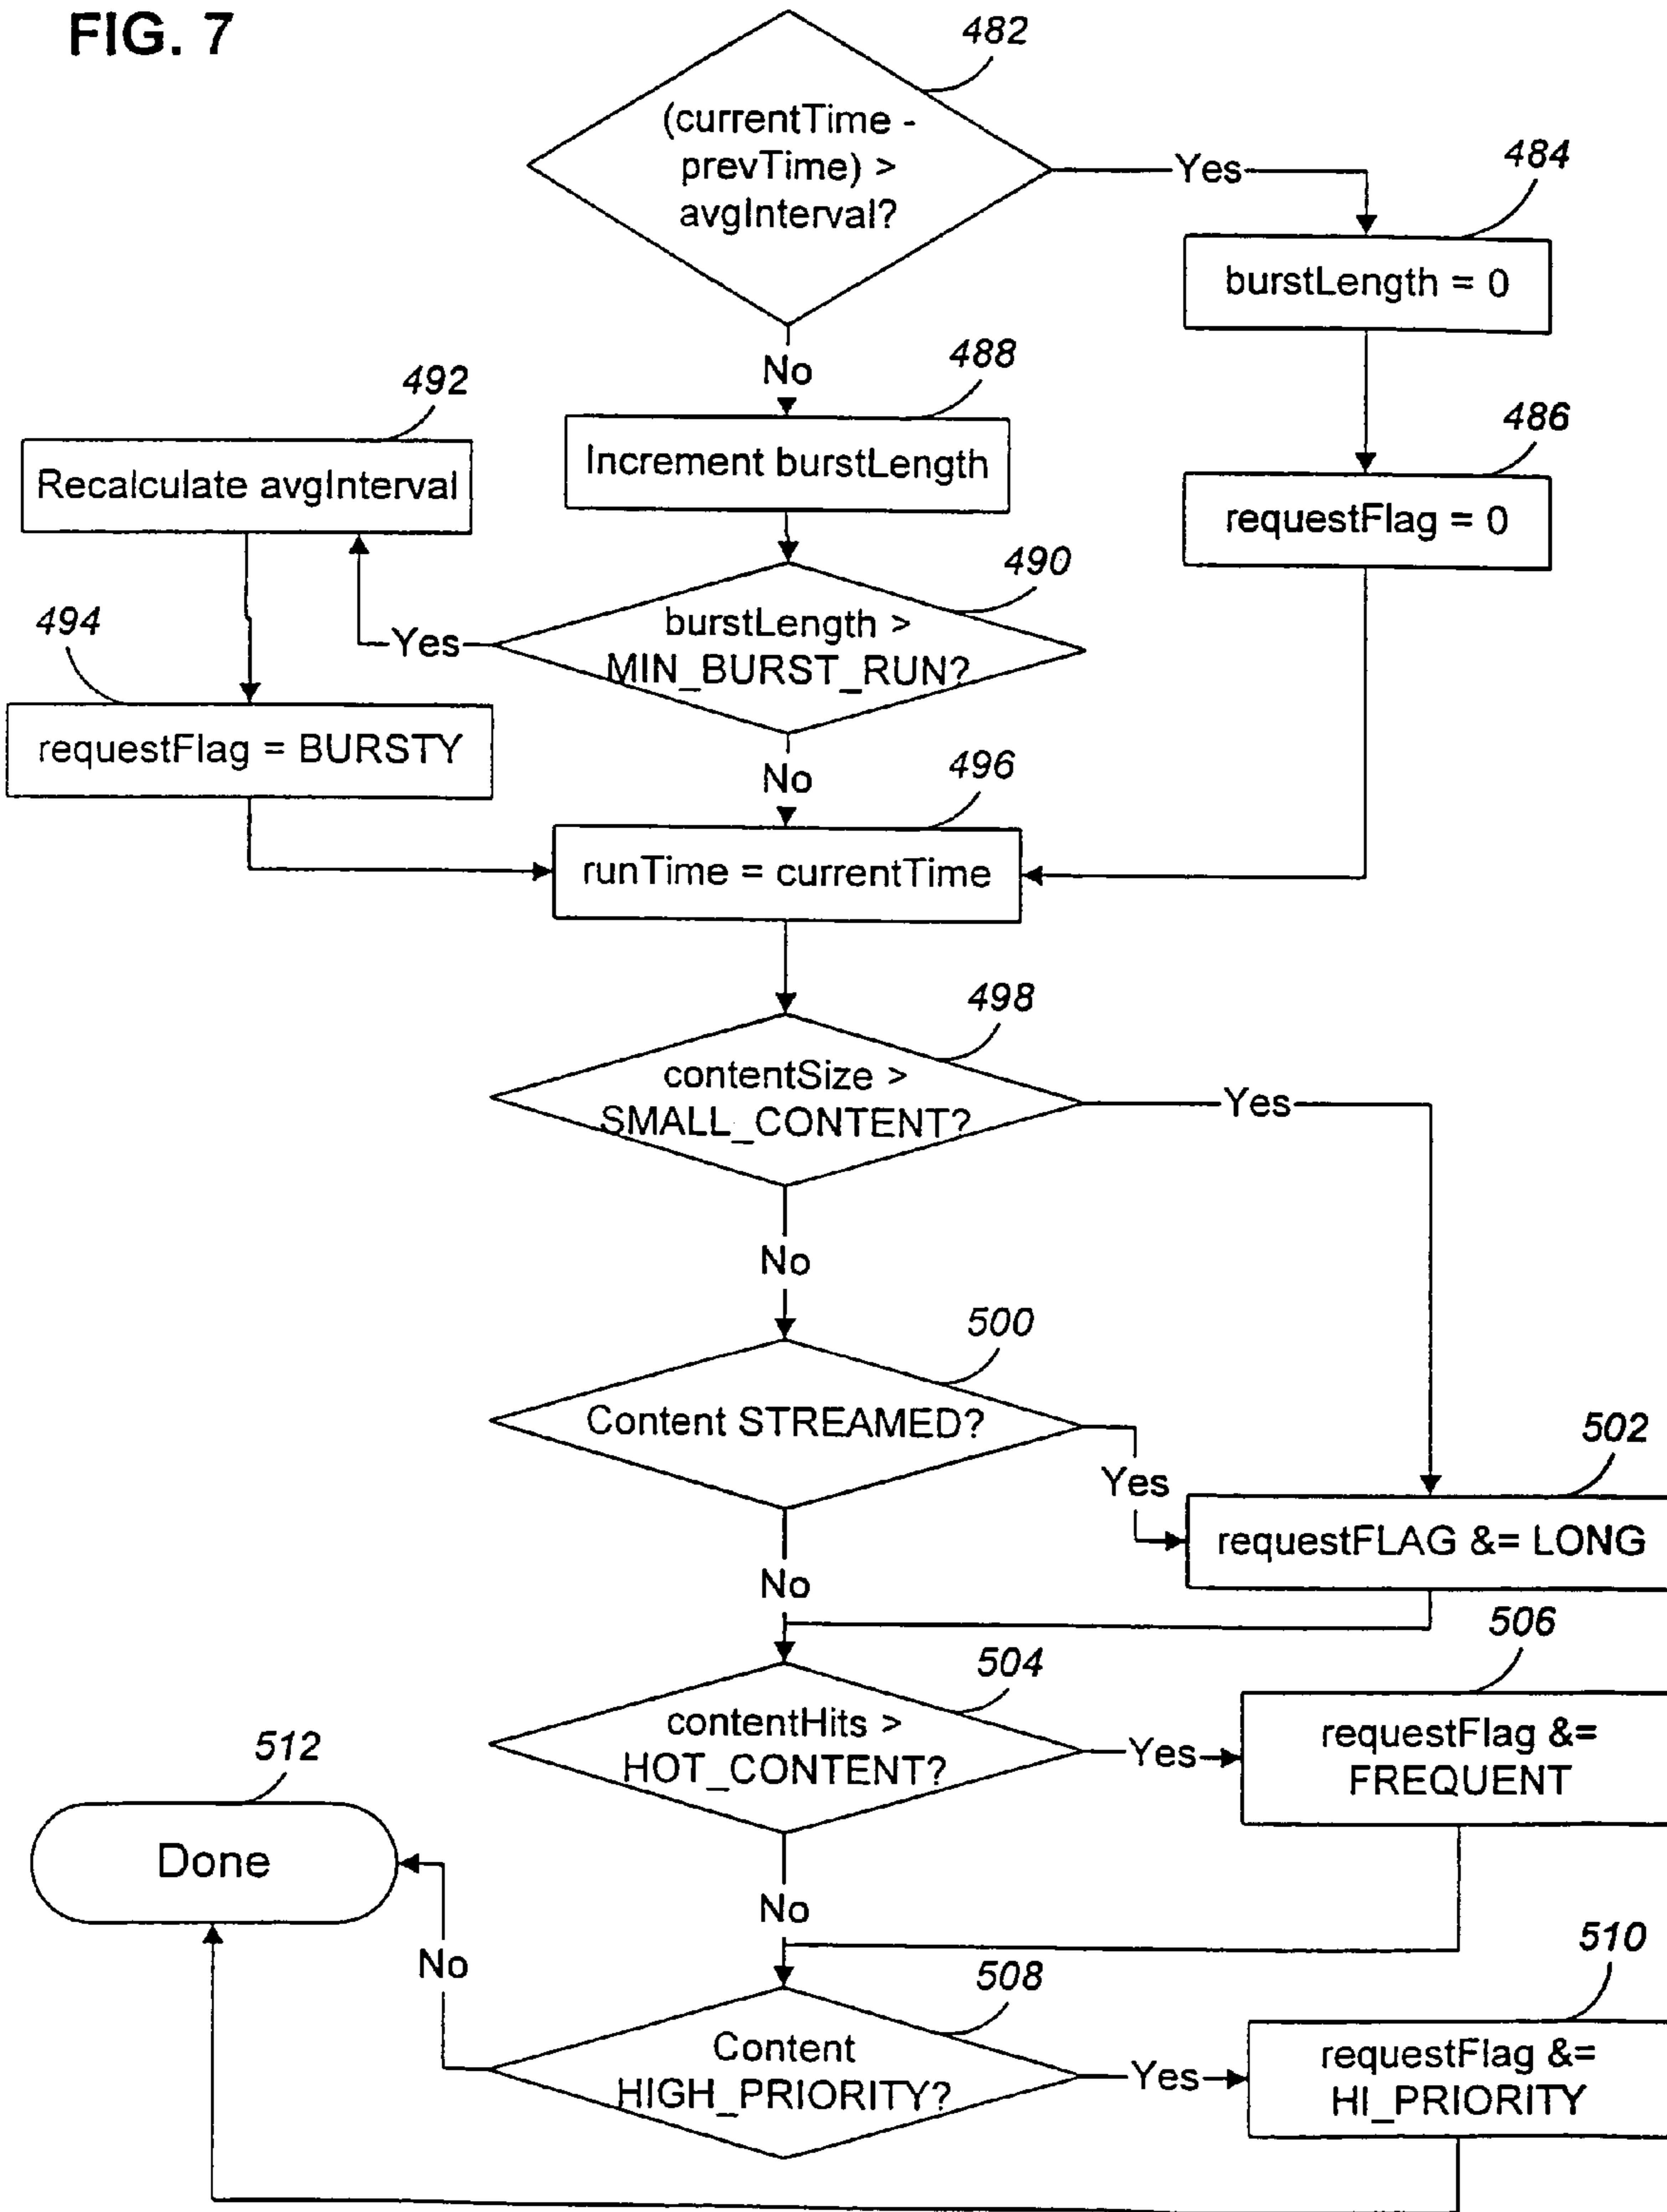 FIG. 7
482
(currentTime -
prevTime) >
avgInterval?
Yes
484
burstLength = 0
No
488
492
Increment burstLength
486
Recalculate avgInterval
requestFlag = 0
490
burstLength >
MIN_BURST_RUN?
Yes
494
requestFlag = BURSTY
No
496
runTime = currentTime
498
contentSize >
SMALL_CONTENT?
Yes
No
500
Content STREAMED?
Yes
502
requestFLAG &= LONG
No
506
504
contentHits >
HOT_CONTENT?
Yes
requestFlag &=
FREQUENT
512
Done
No
No
508
510
Content
HIGH_PRIORITY?
Yes
requestFlag &=
HI_PRIORITY